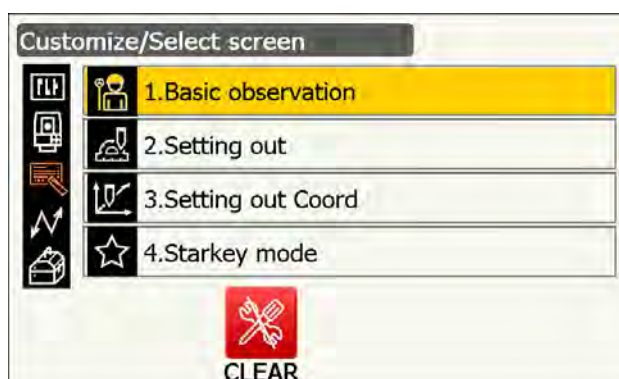 Customize/Select screen
1.Basic observation
2.Setting out
3.Setting out Coord
4.Starkey mode
CLEAR